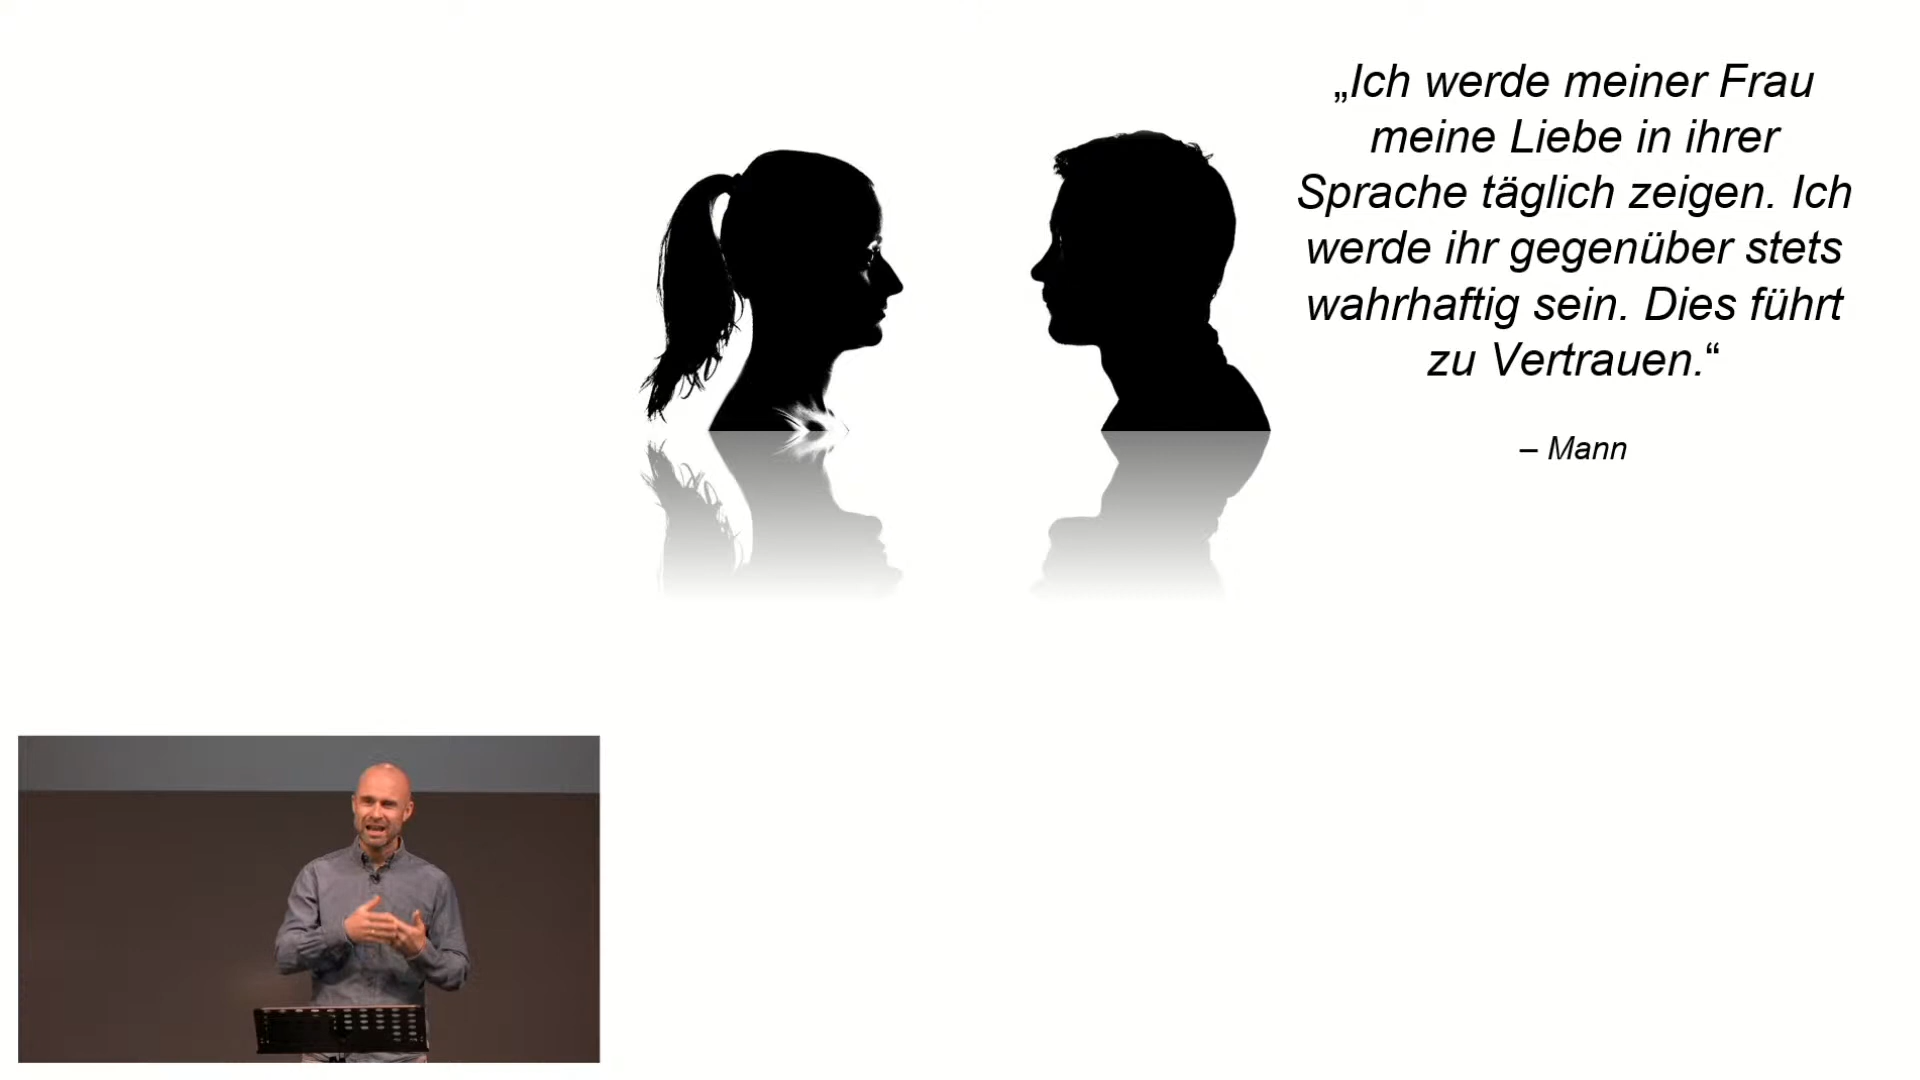 „Ich werde meiner Frau
meine Liebe in ihrer
Sprache täglich zeigen. Ich
werde ihr gegenüber stets
wahrhaftig sein. Dies führt
zu Vertrauen.“
– Mann